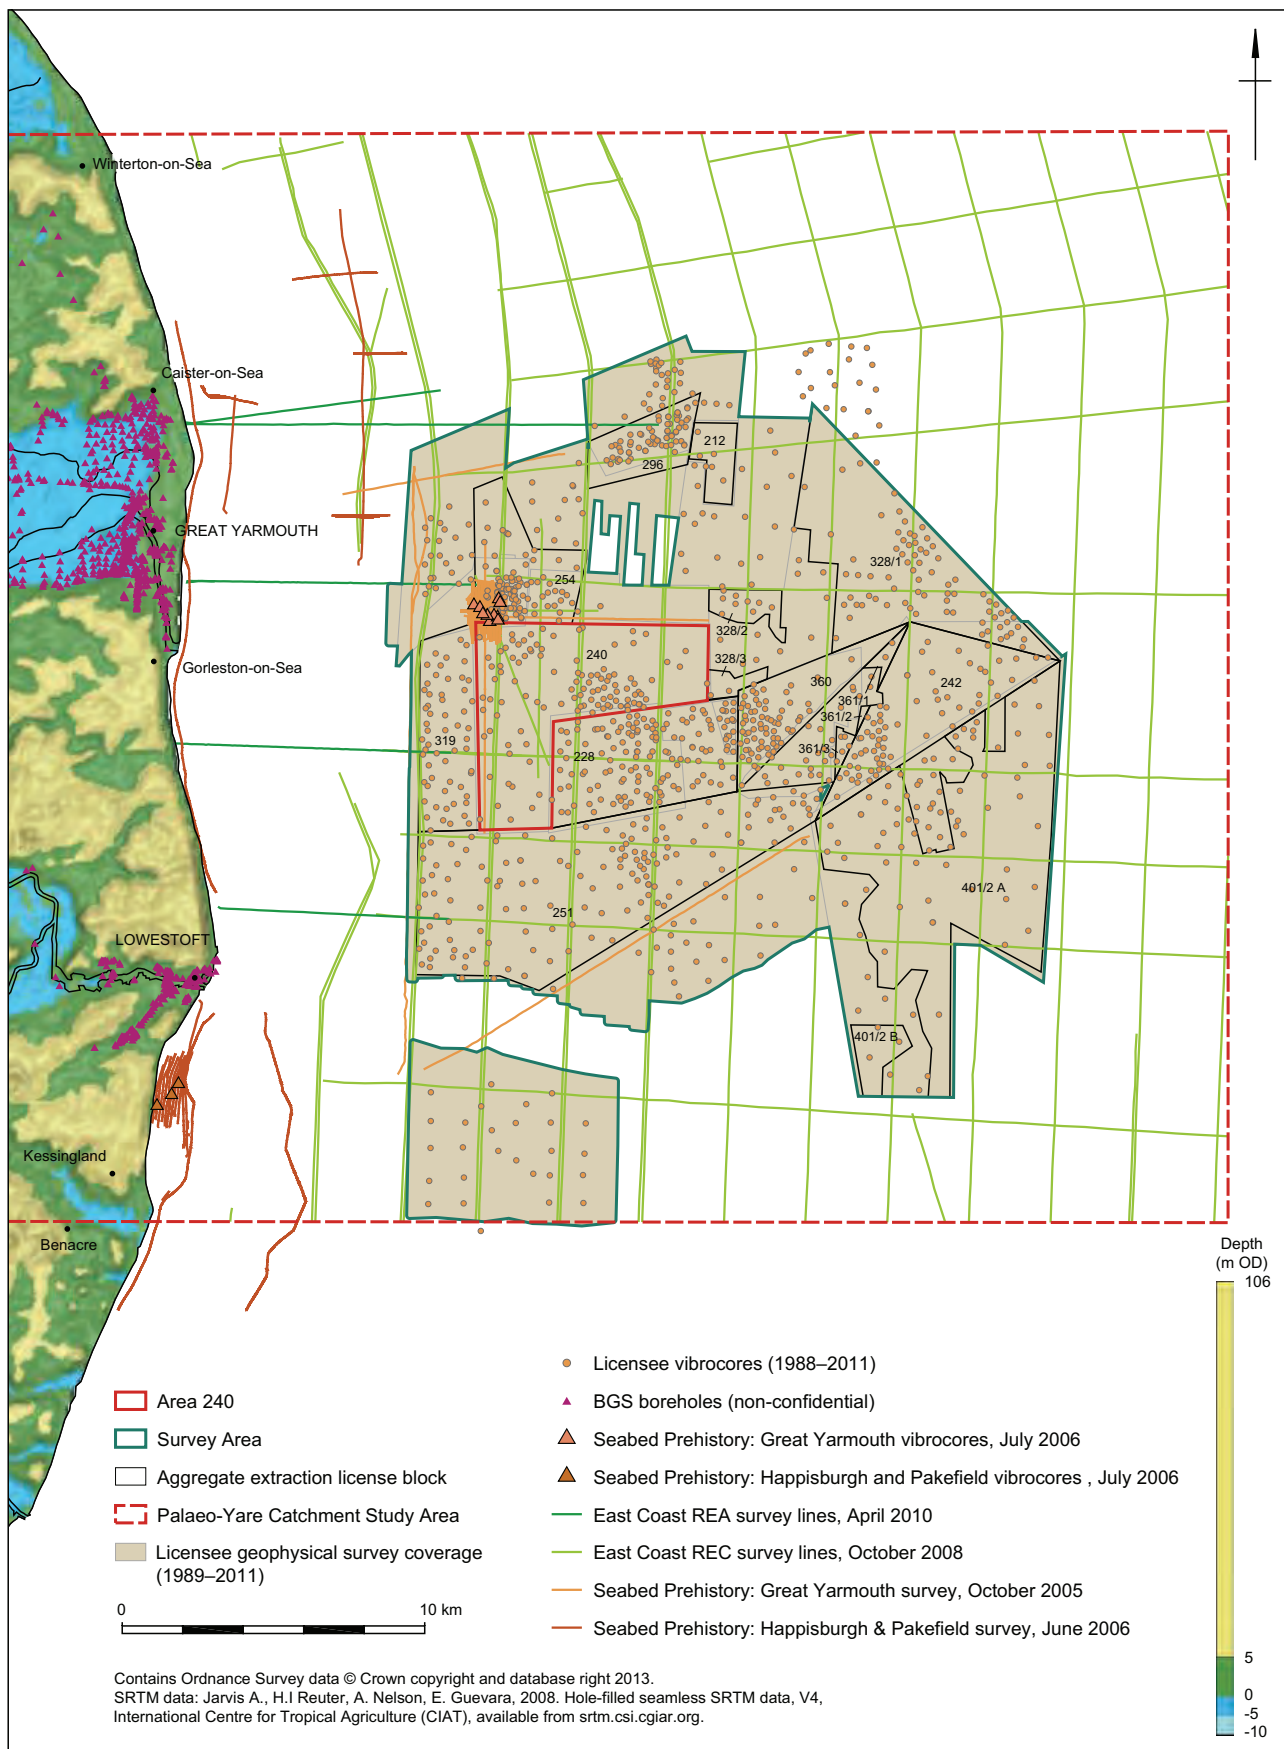 Winterton-on-Sea
Caister-on-Sea
GREAT YARMOUTH
Gorleston-on-Sea
LOWESTOFT
Kessingland
Benacre
212
296
254
328/1
328/2
328/3
240
360
242
361/1
361/2
361/3
319
228
251
401/2 A
401/2 B
Depth
(m OD)
106
5
0
-5
-10
Area 240
Survey Area
Aggregate extraction license block
Palaeo-Yare Catchment Study Area
Licensee geophysical survey coverage
(1989–2011)
0 10 km
Licensee vibrocores (1988–2011)
BGS boreholes (non-confidential)
Seabed Prehistory: Great Yarmouth vibrocores, July 2006
Seabed Prehistory: Happisburgh and Pakefield vibrocores , July 2006
East Coast REA survey lines, April 2010
East Coast REC survey lines, October 2008
Seabed Prehistory: Great Yarmouth survey, October 2005
Seabed Prehistory: Happisburgh & Pakefield survey, June 2006
Contains Ordnance Survey data © Crown copyright and database right 2013.
SRTM data: Jarvis A., H.I Reuter, A. Nelson, E. Guevara, 2008. Hole-filled seamless SRTM data, V4,
International Centre for Tropical Agriculture (CIAT), available from srtm.csi.cgiar.org.